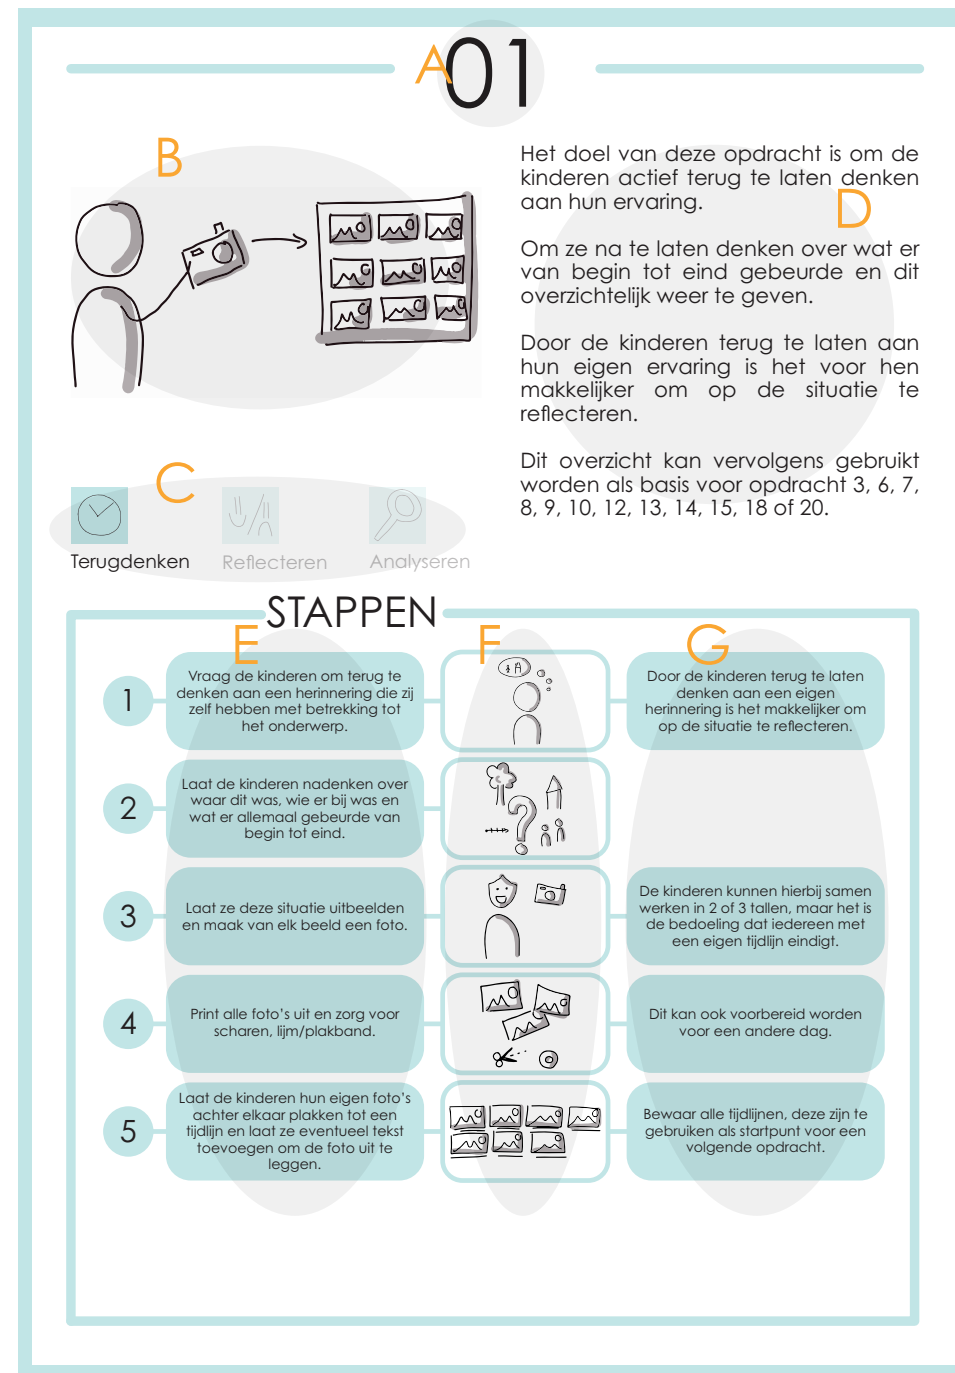 A01
B
Het doel van deze opdracht is om de
kinderen actief terug te laten denken
aan hun ervaring.
D
Om ze na te laten denken over wat er
van begin tot eind gebeurde en dit
overzichtelijk weer te geven.
Door de kinderen terug te laten aan
hun eigen ervaring is het voor hen
makkelijker om op de situatie te
reflecteren.
Dit overzicht kan vervolgens gebruikt
worden als basis voor opdracht 3, 6, 7,
8, 9, 10, 12, 13, 14, 15, 18 of 20.
C
Terugdenken Reflecteren Analyseren
STAPPEN
E F G
1
Vraag de kinderen om terug te
denken aan een herinnering die zij
zelf hebben met betrekking tot
het onderwerp.
Door de kinderen terug te laten
denken aan een eigen
herinnering is het makkelijker om
op de situatie te reflecteren.
2
Laat de kinderen nadenken over
waar dit was, wie er bij was en
wat er allemaal gebeurde van
begin tot eind.
?
3
Laat ze deze situatie uitbeelden
en maak van elk beeld een foto.
De kinderen kunnen hierbij samen
werken in 2 of 3 tallen, maar het is
de bedoeling dat iedereen met
een eigen tijdlijn eindigt.
4
Print alle foto's uit en zorg voor
scharen, lijm/plakband.
Dit kan ook voorbereid worden
voor een andere dag.
5
Laat de kinderen hun eigen foto's
achter elkaar plakken tot een
tijdlijn en laat ze eventueel tekst
toevoegen om de foto uit te
leggen.
Bewaar alle tijdlijnen, deze zijn te
gebruiken als startpunt voor een
volgende opdracht.